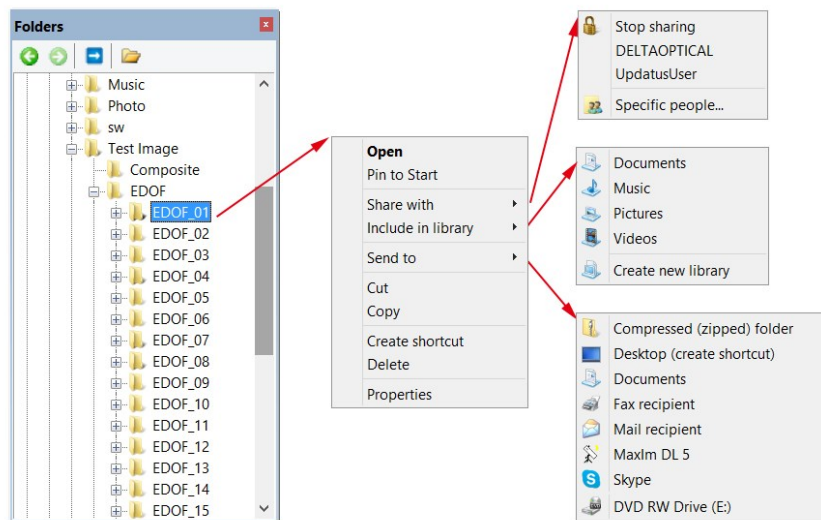 Folders
Music
Photo
sw
Test Image
Composite
EDOF
EDOF_01
EDOF_02
EDOF_03
EDOF_04
EDOF_05
EDOF_06
EDOF_07
EDOF_08
EDOF_09
EDOF_10
EDOF_11
EDOF_12
EDOF_13
EDOF_14
EDOF_15
Open
Pin to Start
Share with
Include in library
Send to
Cut
Copy
Create shortcut
Delete
Properties
Stop sharing
DELTAOPTICAL
UpdatusUser
Specific people...
Documents
Music
Pictures
Videos
Create new library
Compressed (zipped) folder
Desktop (create shortcut)
Documents
Fax recipient
Mail recipient
MaxIm DL 5
Skype
DVD RW Drive (E:)